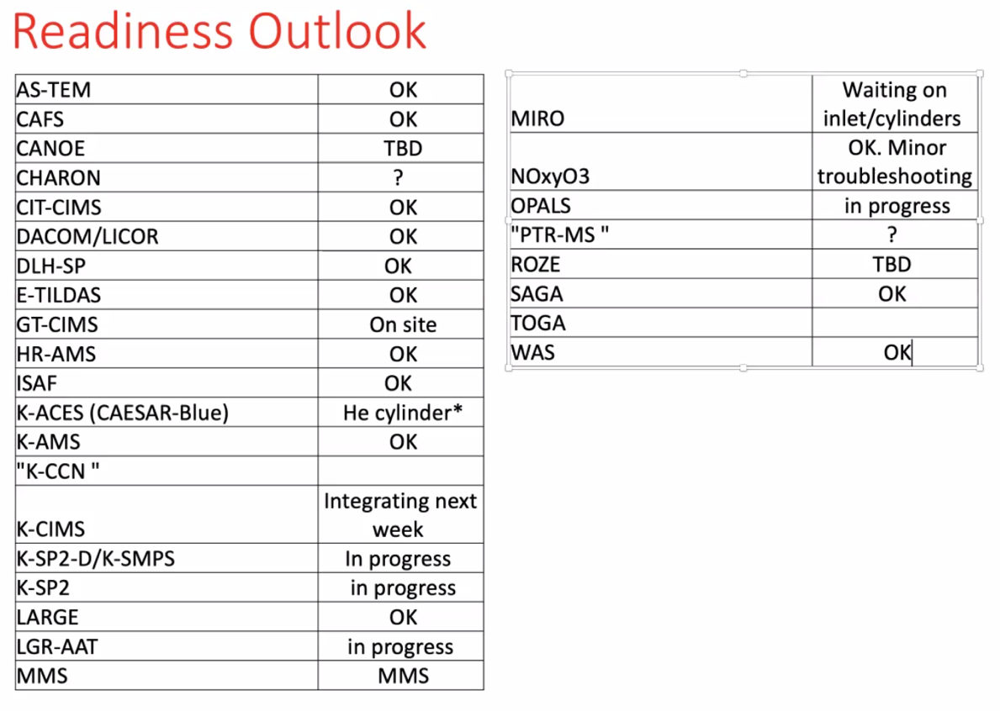 Readiness Outlook
AS-TEM OK
CAFS OK
CANOE TBD
CHARON ?
CIT-CIMS OK
DACOM/LICOR OK
DLH-SP OK
E-TILDAS OK
GT-CIMS On site
HR-AMS OK
ISAF OK
K-ACES (CAESAR-Blue) He cylinder*
K-AMS OK
"K-CCN "
Integrating next
K-CIMS week
K-SP2-D/K-SMPS In progress
K-SP2 in progress
LARGE OK
LGR-AAT in progress
MMS MMS
Waiting on
MIRO inlet/cylinders
OK. Minor
NOxyO3 troubleshooting
OPALS in progress
"PTR-MS " ?
ROZE TBD
SAGA OK
TOGA
WAS OK